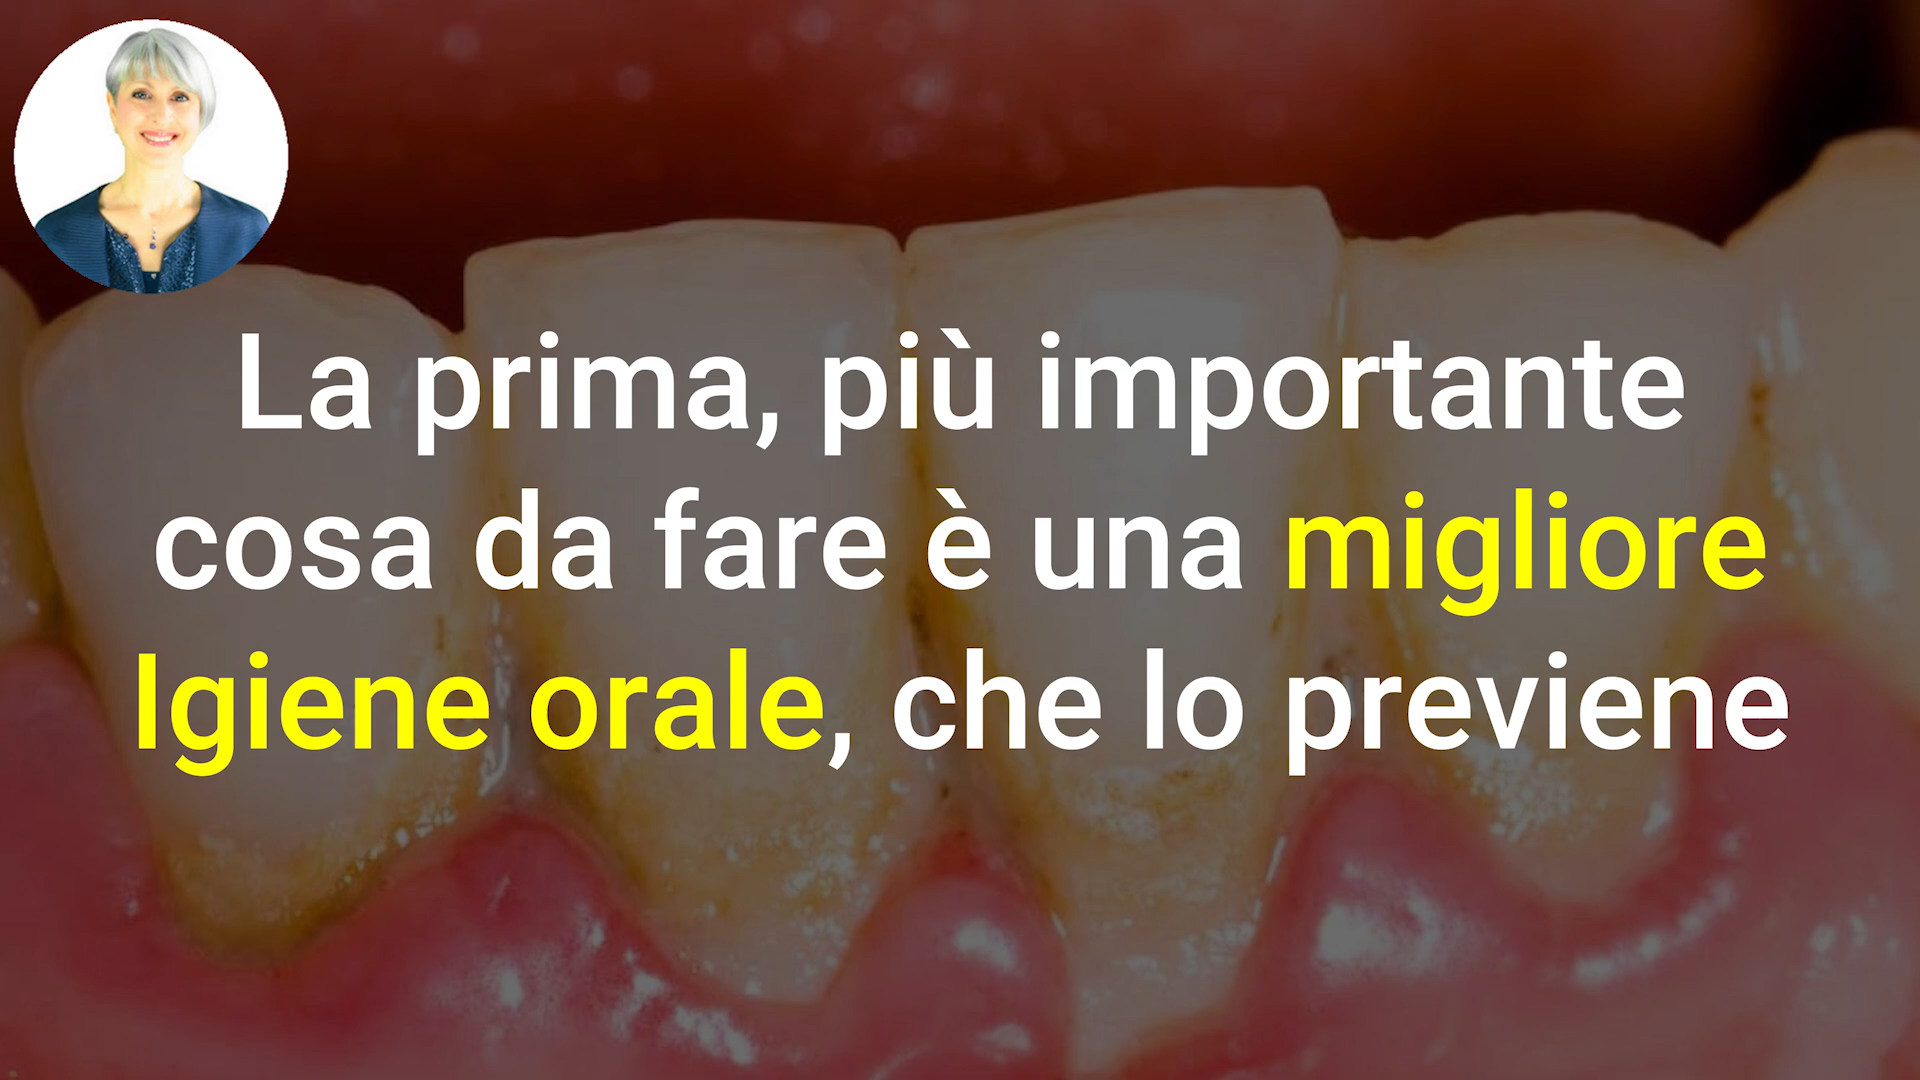 La prima, più importante
cosa da fare è una migliore
Igiene orale, che lo previene